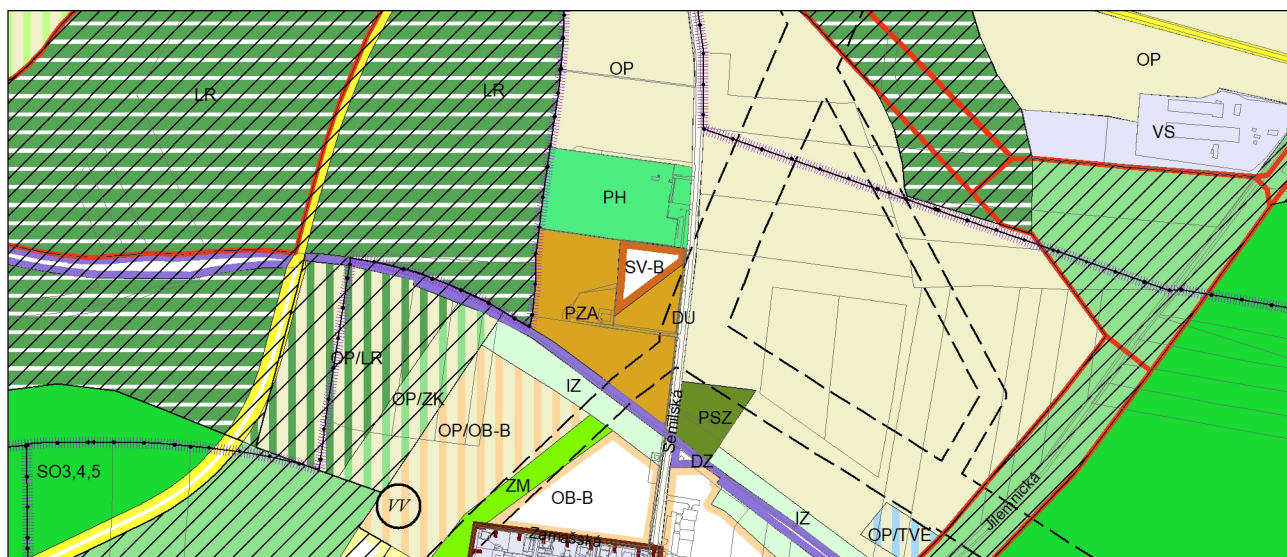 OP
OP
LR
LR
VS
PH
SV-B
PZA
DU
OP/LR
IZ
OP/ZK
PSZ
Semilská
OP/OB-B
DZ
SO3,4,5
ZM
OB-B
VV
IZ
Jilemnická
OP/TVE
Zamašská